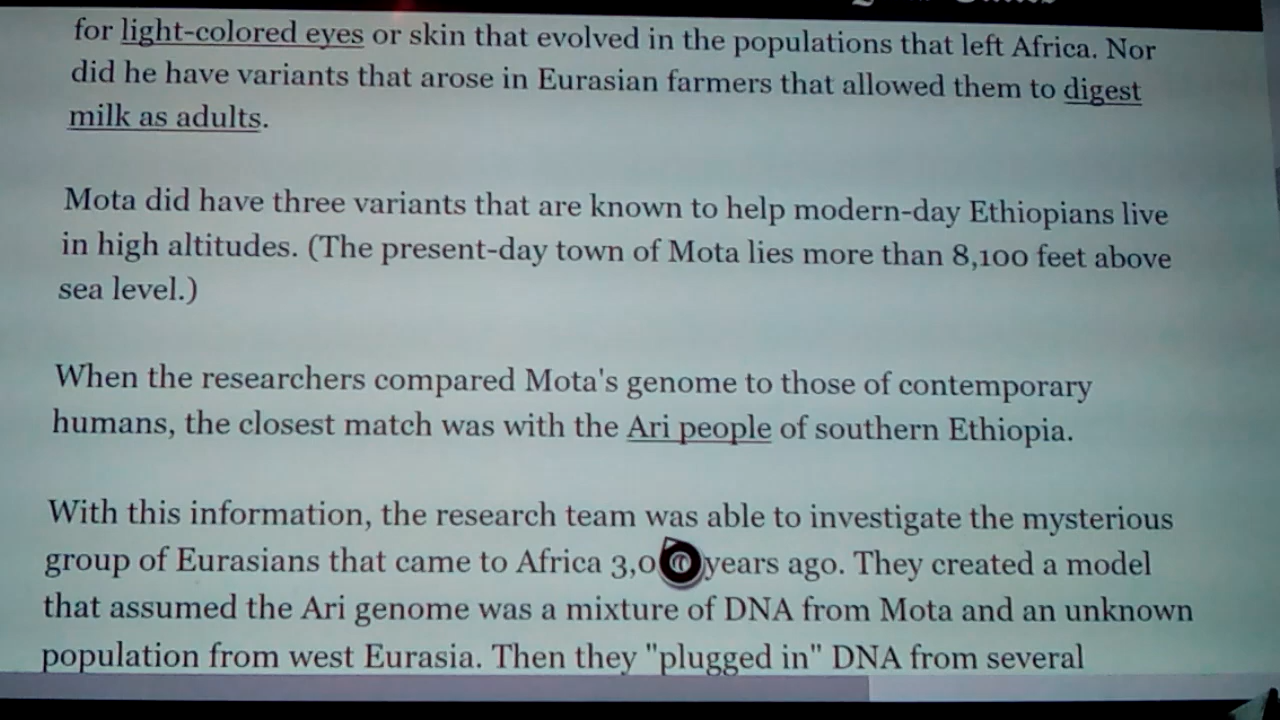 for light-colored eyes or skin that evolved in the populations that left Africa. Nor
did he have variants that arose in Eurasian farmers that allowed them to digest
milk as adults.
Mota did have three variants that are known to help modern-day Ethiopians live
in high altitudes. (The present-day town of Mota lies more than 8,100 feet above
sea level.)
When the researchers compared Mota's genome to those of contemporary
humans, the closest match was with the Ari people of southern Ethiopia.
With this information, the research team was able to investigate the mysterious
group of Eurasians that came to Africa years ago. They created a model
that assumed the Ari genome was a mixture of DNA from Mota and an unknown
population from west Eurasia. Then they "plugged in" DNA from several